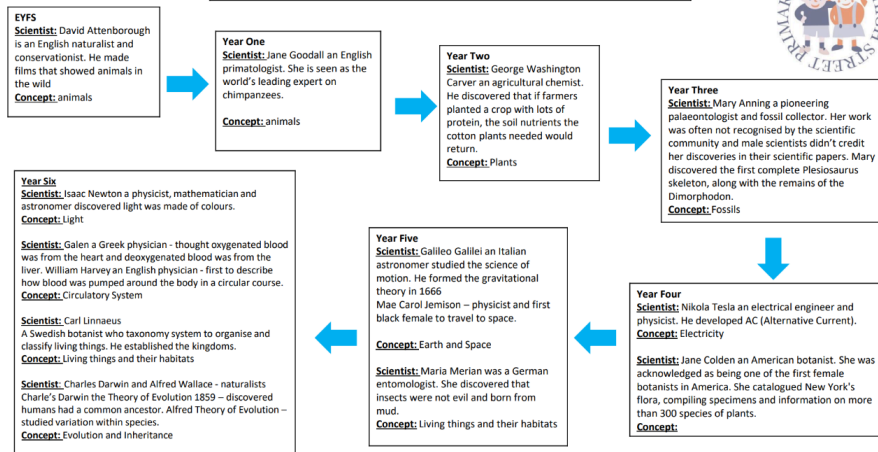 EYFS
Scientist: David Attenborough
is an English naturalist and
conservationist. He made
films that showed animals in
the wild
Concept: animals
Year One
Scientist: Jane Goodall an English
primatologist. She is seen as the
world's leading expert on
chimpanzees.
Concept: animals
Year Two
Scientist: George Washington
Carver an agricultural chemist.
He discovered that if farmers
planted a crop with lots of
protein, the soil nutrients the
cotton plants needed would
return.
Concept: Plants
Year Three
Scientist: Mary Anning a pioneering
palaeontologist and fossil collector. Her work
was often not recognised by the scientific
community and male scientists didn't credit
her discoveries in their scientific papers. Mary
discovered the first complete Plesiosaurus
skeleton, along with the remains of the
Dimorphodon.
Concept: Fossils
Year Four
Scientist: Nikola Tesla an electrical engineer and
physicist. He developed AC (Alternative Current).
Concept: Electricity
Scientist: Jane Colden an American botanist. She was
acknowledged as being one of the first female
botanists in America. She catalogued New York's
flora, compiling specimens and information on more
than 300 species of plants.
Concept:
Year Five
Scientist: Galileo Galilei an Italian
astronomer studied the science of
motion. He formed the gravitational
theory in 1666
Mae Carol Jemison – physicist and first
black female to travel to space.
Concept: Earth and Space
Scientist: Maria Merian was a German
entomologist. She discovered that
insects were not evil and born from
mud.
Concept: Living things and their habitats
Year Six
Scientist: Isaac Newton a physicist, mathematician and
astronomer discovered light was made of colours.
Concept: Light
Scientist: Galen a Greek physician - thought oxygenated blood
was from the heart and deoxygenated blood was from the
liver. William Harvey an English physician - first to describe
how blood was pumped around the body in a circular course.
Concept: Circulatory System
Scientist: Carl Linnaeus
A Swedish botanist who taxonomy system to organise and
classify living things. He established the kingdoms.
Concept: Living things and their habitats
Scientist: Charles Darwin and Alfred Wallace - naturalists
Charle's Darwin the Theory of Evolution 1859 – discovered
humans had a common ancestor. Alfred Theory of Evolution –
studied variation within species.
Concept: Evolution and Inheritance
STREET